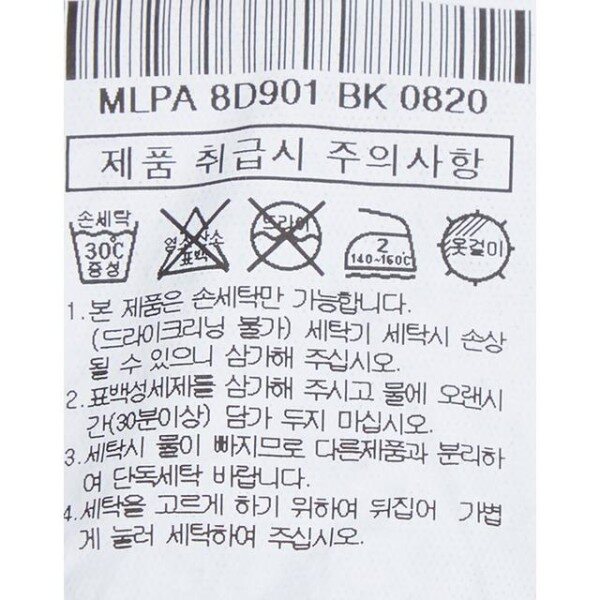 MLPA 8D901 BK 0820
제품 취급시 주의사항
손세탁
30℃
중성
염소산소
표백
드라이
2
140~160℃
옷걸이
1. 본 제품은 손세탁만 가능합니다.
(드라이크리닝 불가) 세탁기 세탁시 손상
될 수 있으니 삼가해 주십시오.
2. 표백성세제를 삼가해 주시고 물에 오랜시
간(30분이상) 담가 두지 마십시오.
3. 세탁시 물이 빠지므로 다른제품과 분리하
여 단독세탁 바랍니다.
4. 세탁을 고르게 하기 위하여 뒤집어 가볍
게 눌러 세탁하여 주십시오.